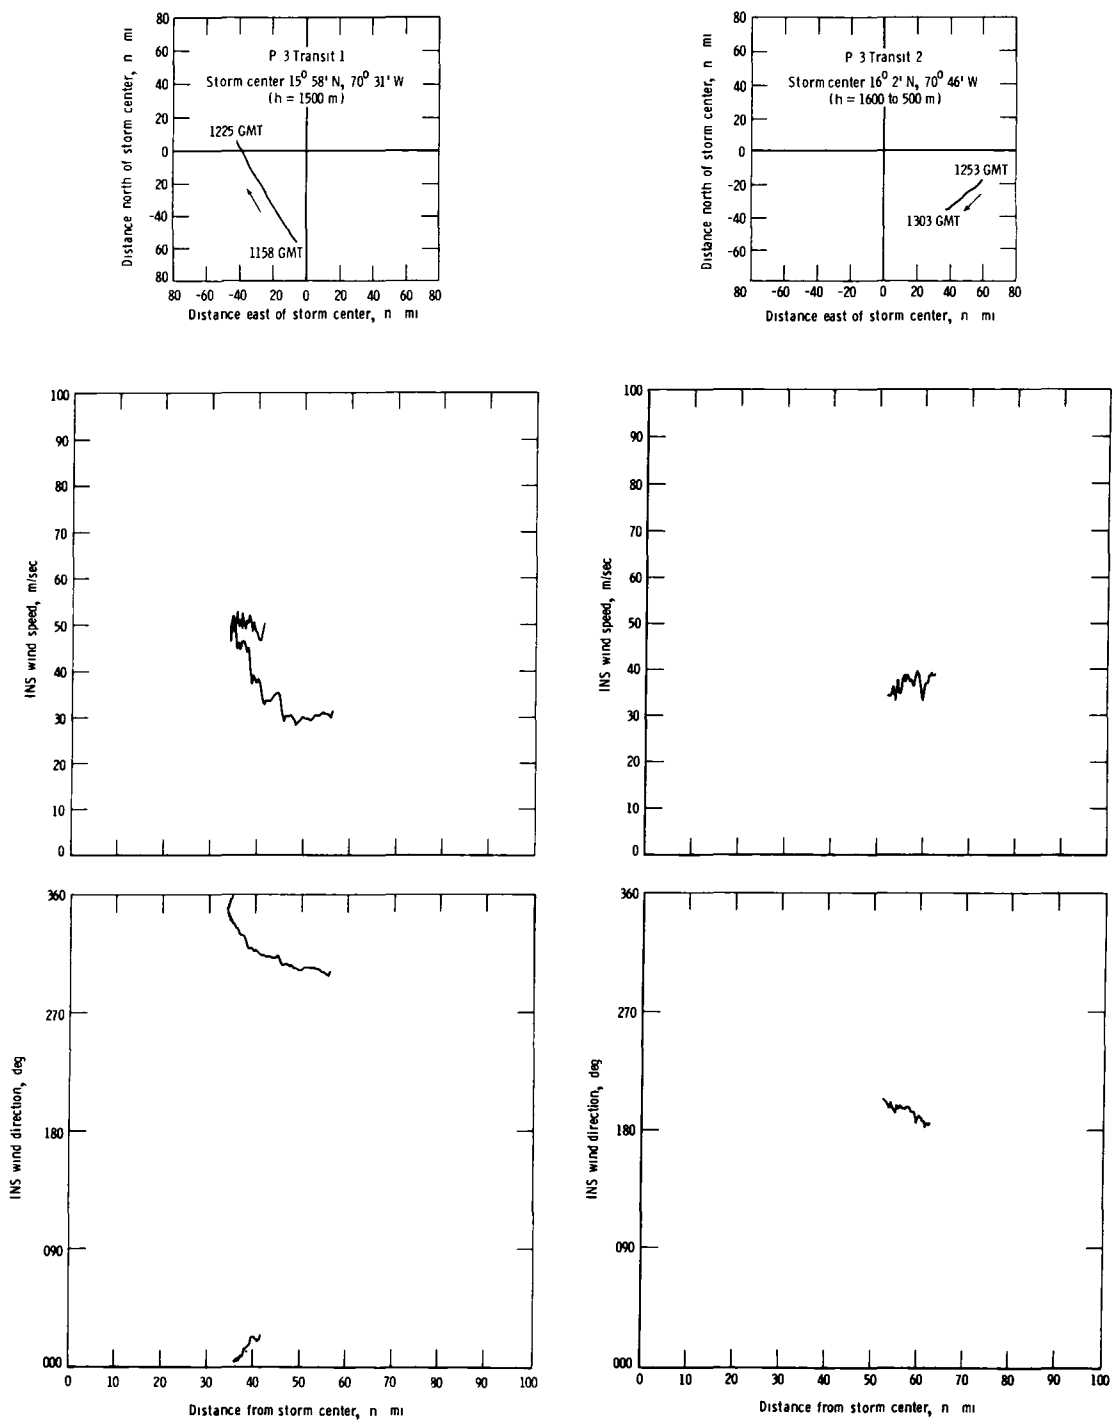 80
60
40
20
0
-20
-40
60
80
Distance north of storm center, n mi
P 3 Transit 1
Storm center 15° 58' N, 70° 31' W
(h = 1500 m)
1225 GMT
1158 GMT
80 -60 -40 -20 0 20 40 60 80
Distance east of storm center, n mi
80
60
40
20
0
-20
-40
-60
-80
Distance north of storm center, n mi
P 3 Transit 2
Storm center 16° 2' N, 70° 46' W
(h = 1600 to 500 m)
1253 GMT
1303 GMT
80 -60 -40 -20 0 20 40 60 80
Distance east of storm center, n mi
100
90
80
70
60
50
40
30
20
10
0
INS wind speed, m/sec
100
90
80
70
60
50
40
30
20
10
0
INS wind speed, m/sec
360
270
180
090
000
INS wind direction, deg
0 10 20 30 40 50 60 70 80 90 100
Distance from storm center, n mi
360
270
180
090
000
INS wind direction, deg
0 10 20 30 40 50 60 70 80 90 100
Distance from storm center, n mi